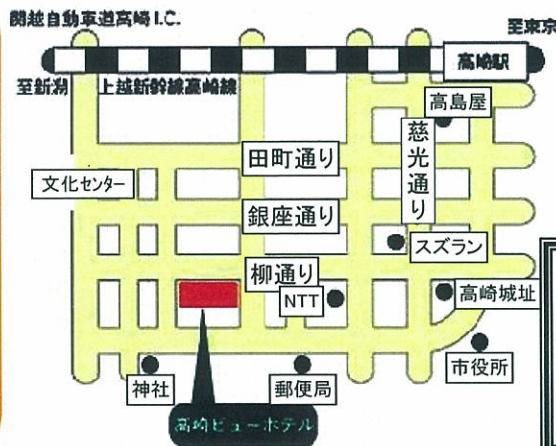 関越自動車道高崎I.C.
至東京
高崎駅
至新潟
上越新幹線高崎線
高島屋
慈光通り
田町通り
文化センター
銀座通り
スズラン
柳通り
NTT
高崎城址
市役所
神社
郵便局
高崎ビューホテル